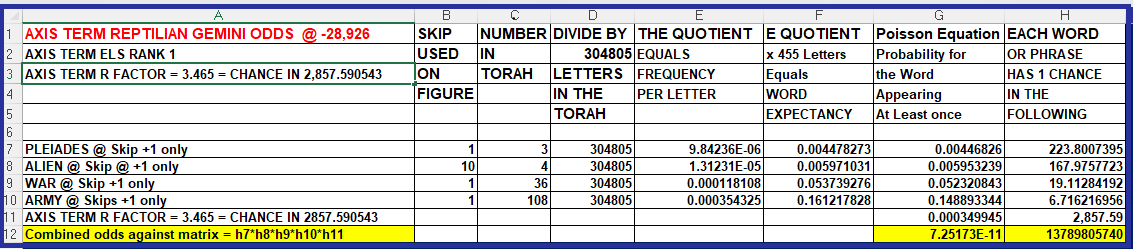 A B C D E F G H
1 AXIS TERM REPTILIAN GEMINI ODDS @ -28,926 SKIP NUMBER DIVIDE BY THE QUOTIENT E QUOTIENT Poisson Equation EACH WORD
2 AXIS TERM ELS RANK 1 USED IN 304805 EQUALS x 455 Letters Probability for OR PHRASE
3 AXIS TERM R FACTOR = 3.465 = CHANCE IN 2,857.590543 ON TORAH LETTERS FREQUENCY Equals the Word HAS 1 CHANCE
4 FIGURE IN THE PER LETTER WORD Appearing IN THE
5 TORAH EXPECTANCY At Least once FOLLOWING
6
7 PLEIADES @ Skip +1 only 1 3 304805 9.84236E-06 0.004478273 0.00446826 223.8007395
8 ALIEN @ Skip @ +1 only 10 4 304805 1.31231E-05 0.005971031 0.005953239 167.9757723
9 WAR @ Skip +1 only 1 36 304805 0.000118108 0.053739276 0.052320843 19.11284192
10 ARMY @ Skips +1 only 1 108 304805 0.000354325 0.161217828 0.148893344 6.716216956
11 AXIS TERM R FACTOR = 3.465 = CHANCE IN 2857.590543 0.000349945 2,857.59
12 Combined odds against matrix = h7*h8*h9*h10*h11 7.25173E-11 13789805740